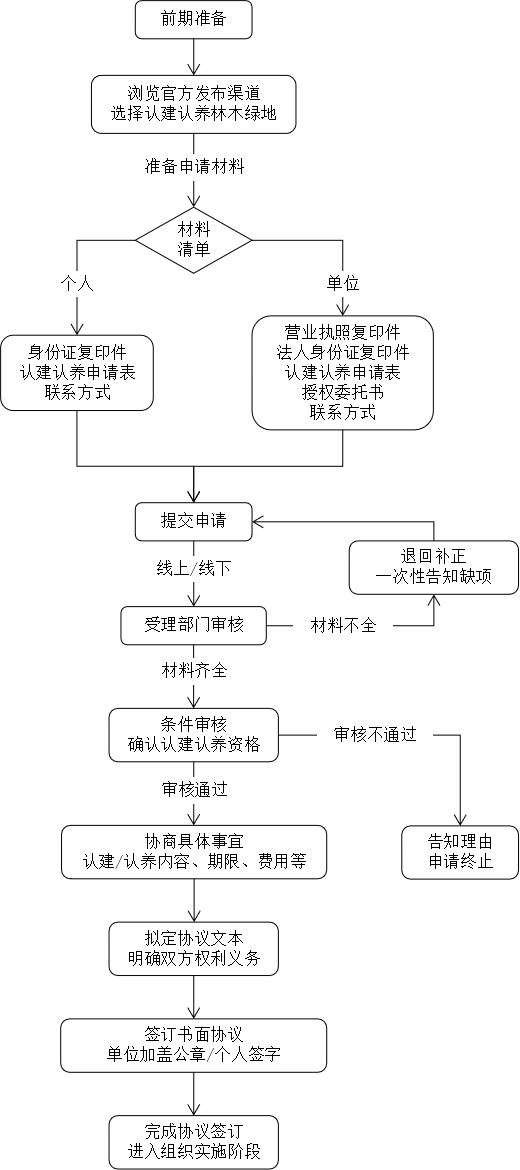 前期准备
浏览官方发布渠道
选择认建认养林木绿地
准备申请材料
材料
清单
个人
单位
身份证复印件
认建认养申请表
联系方式
营业执照复印件
法人身份证复印件
认建认养申请表
授权委托书
联系方式
提交申请
退回补正
一次性告知缺项
线上/线下
受理部门审核
材料不全
材料齐全
条件审核
确认认建认养资格
审核不通过
审核通过
协商具体事宜
认建/认养内容、期限、费用等
告知理由
申请终止
拟定协议文本
明确双方权利义务
签订书面协议
单位加盖公章/个人签字
完成协议签订
进入组织实施阶段